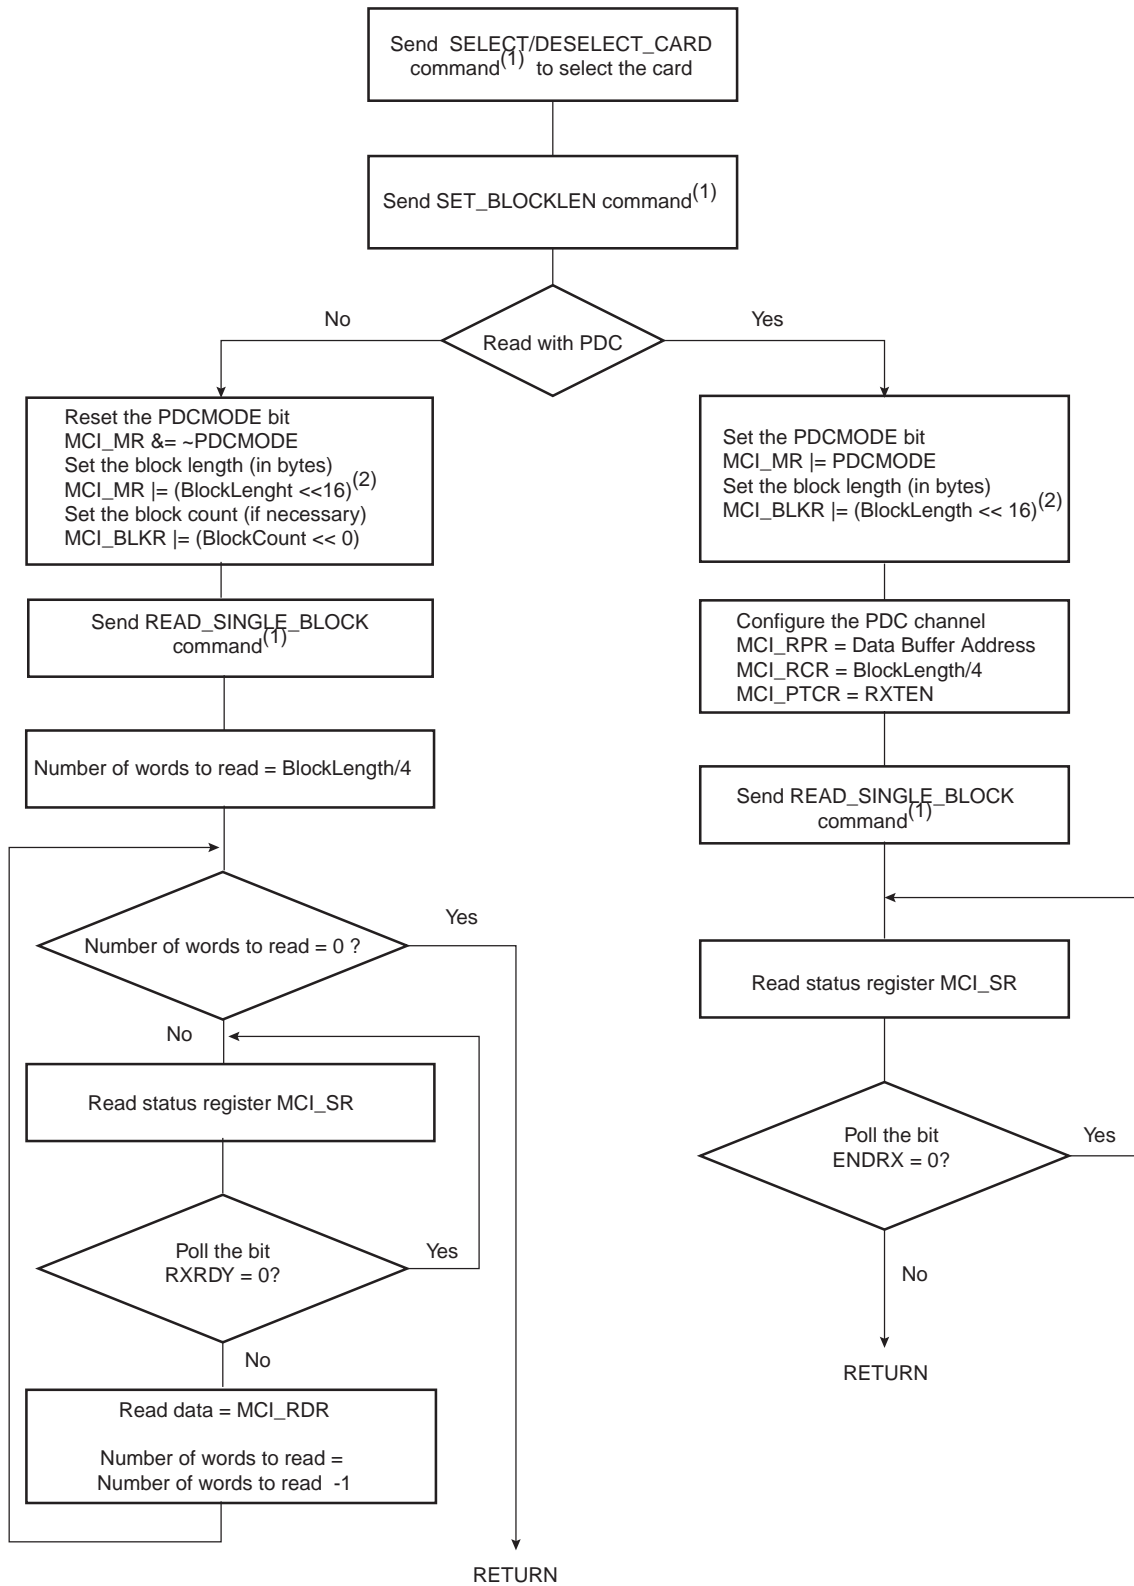 Send SELECT/DESELECT_CARD
command(1) to select the card
Send SET_BLOCKLEN command(1)
No
Yes
Read with PDC
Reset the PDCMODE bit
MCI_MR &= ~PDCMODE
Set the block length (in bytes)
MCI_MR |= (BlockLenght <<16)(2)
Set the block count (if necessary)
MCI_BLKR |= (BlockCount << 0)
Send READ_SINGLE_BLOCK
command(1)
Number of words to read = BlockLength/4
Number of words to read = 0 ?
Yes
No
Read status register MCI_SR
Poll the bit
RXRDY = 0?
Yes
No
Read data = MCI_RDR
Number of words to read =
Number of words to read -1
RETURN
Set the PDCMODE bit
MCI_MR |= PDCMODE
Set the block length (in bytes)
MCI_BLKR |= (BlockLength << 16)(2)
Configure the PDC channel
MCI_RPR = Data Buffer Address
MCI_RCR = BlockLength/4
MCI_PTCR = RXTEN
Send READ_SINGLE_BLOCK
command(1)
Read status register MCI_SR
Poll the bit
ENDRX = 0?
Yes
No
RETURN